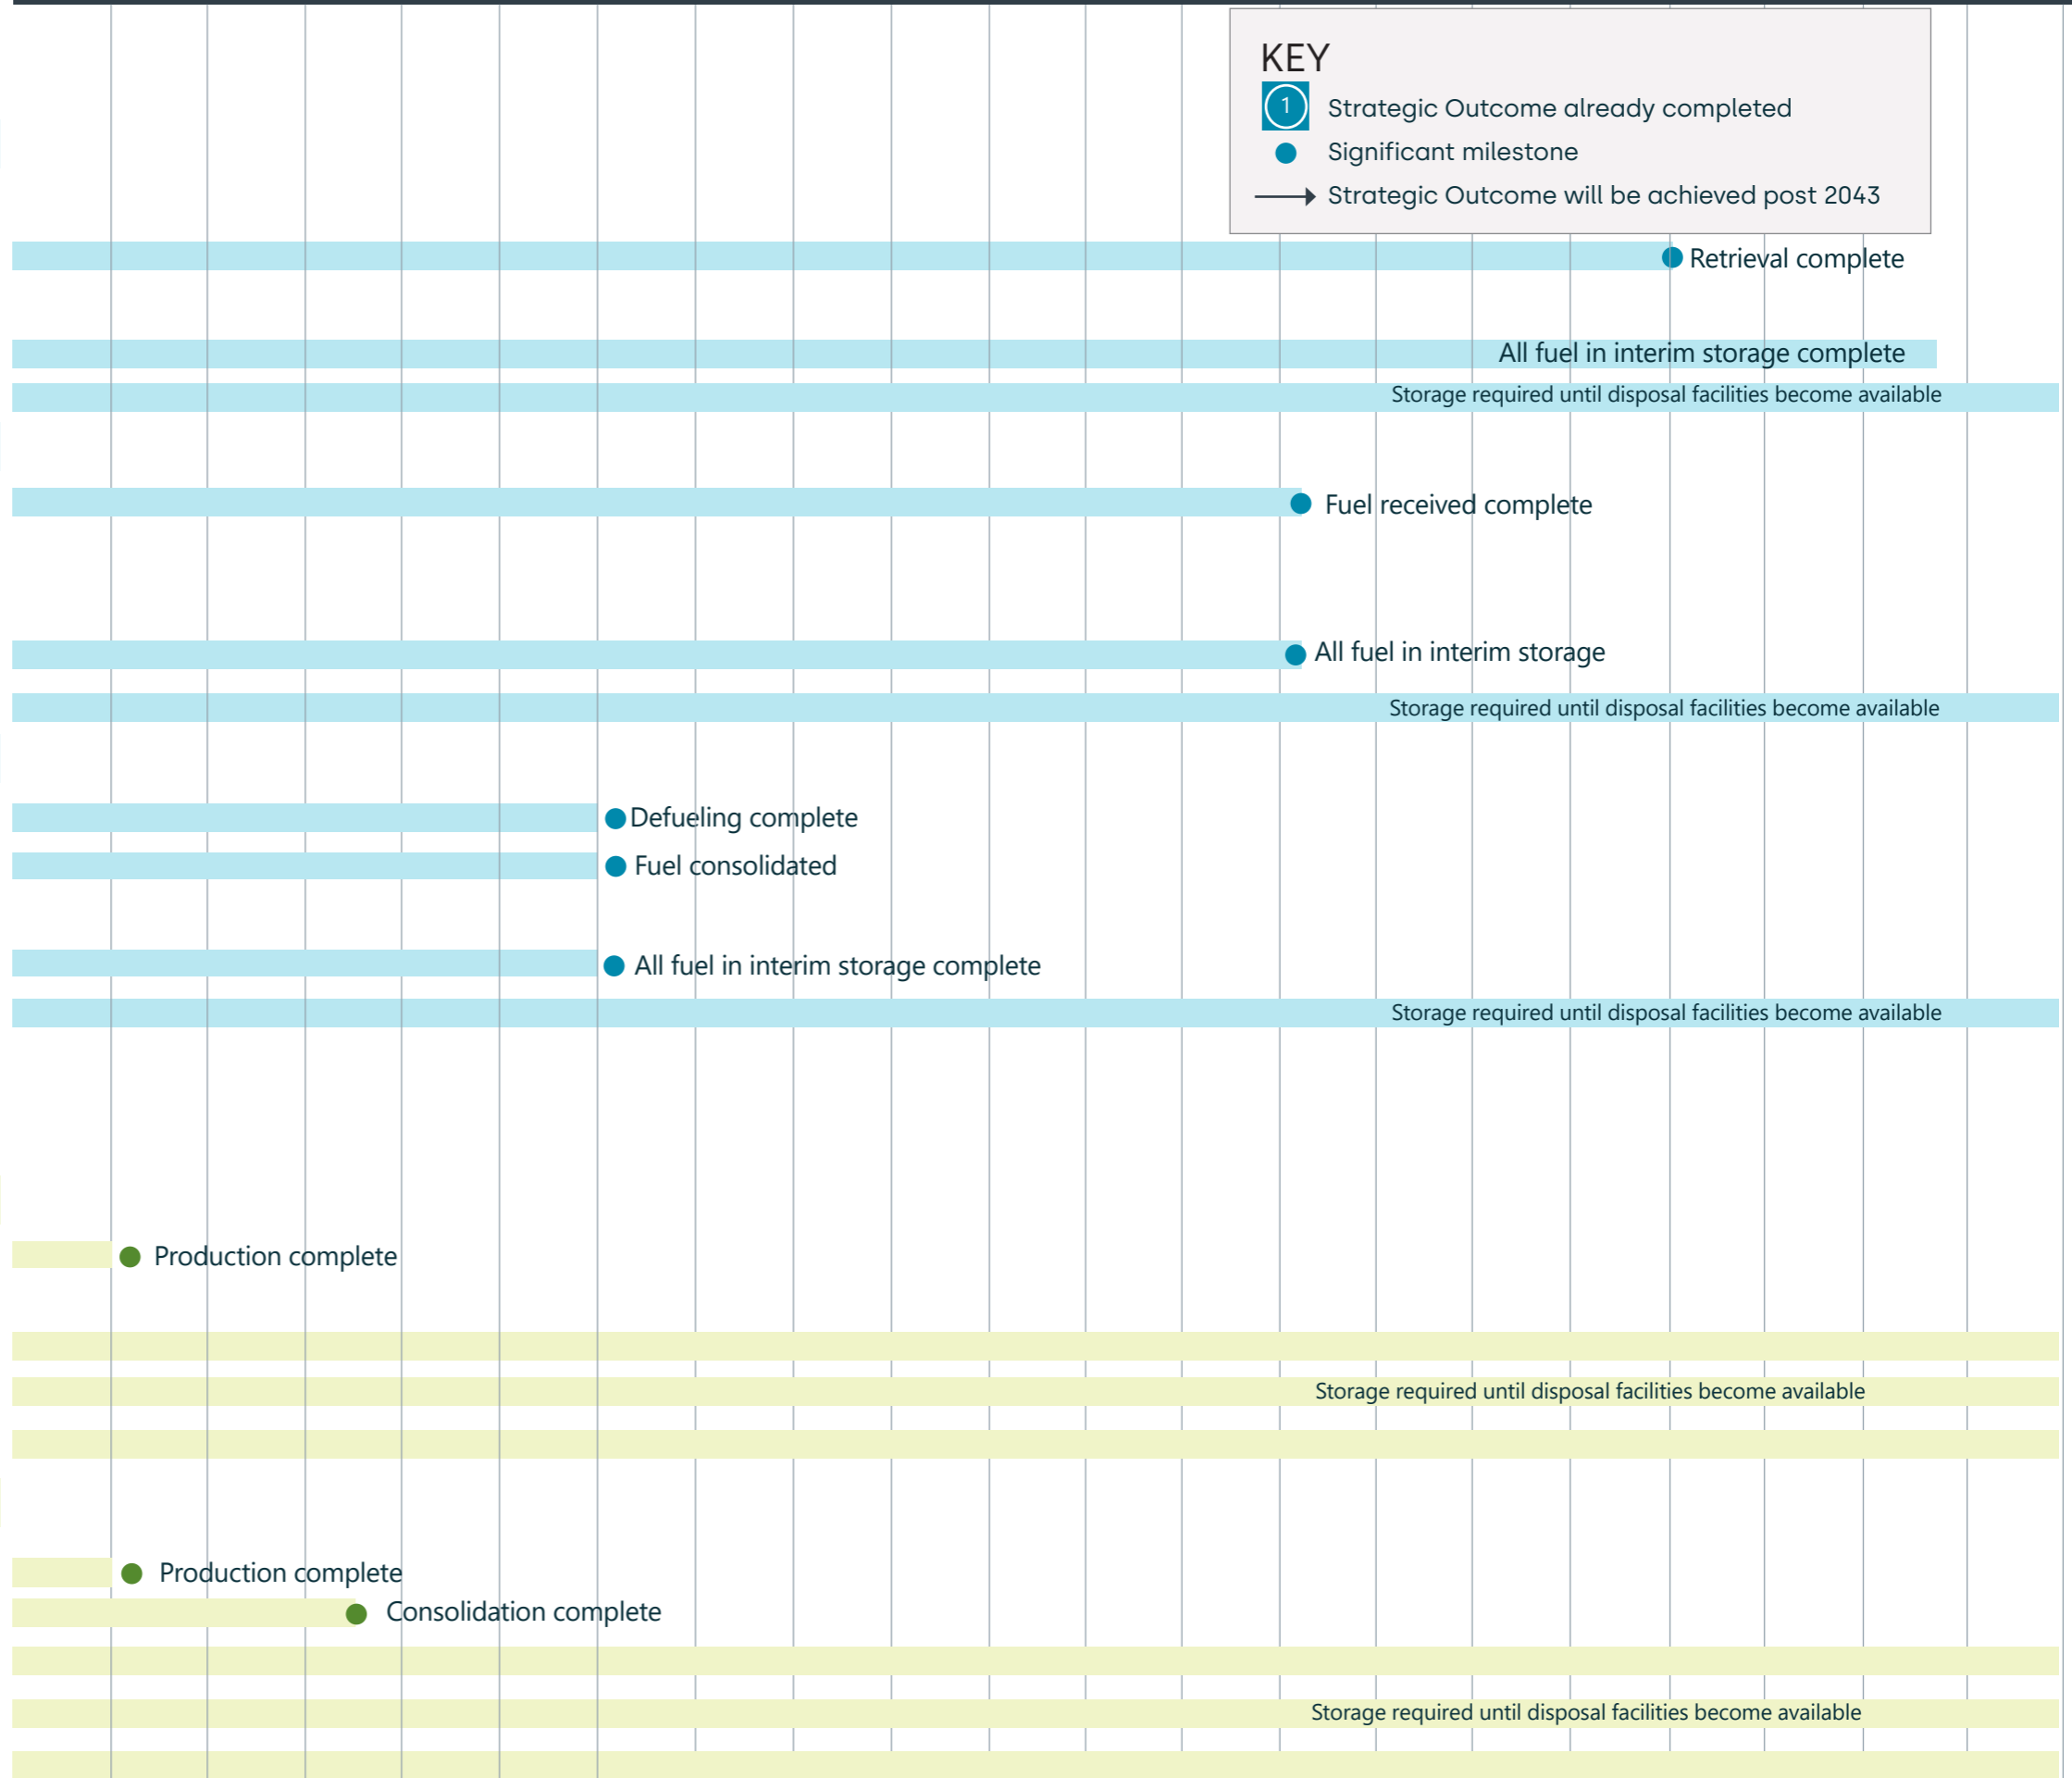 KEY
1 Strategic Outcome already completed
Significant milestone
Strategic Outcome will be achieved post 2043
Retrieval complete
All fuel in interim storage complete
Storage required until disposal facilities become available
Fuel received complete
All fuel in interim storage
Storage required until disposal facilities become available
Defueling complete
Fuel consolidated
All fuel in interim storage complete
Storage required until disposal facilities become available
Production complete
Storage required until disposal facilities become available
Production complete
Consolidation complete
Storage required until disposal facilities become available